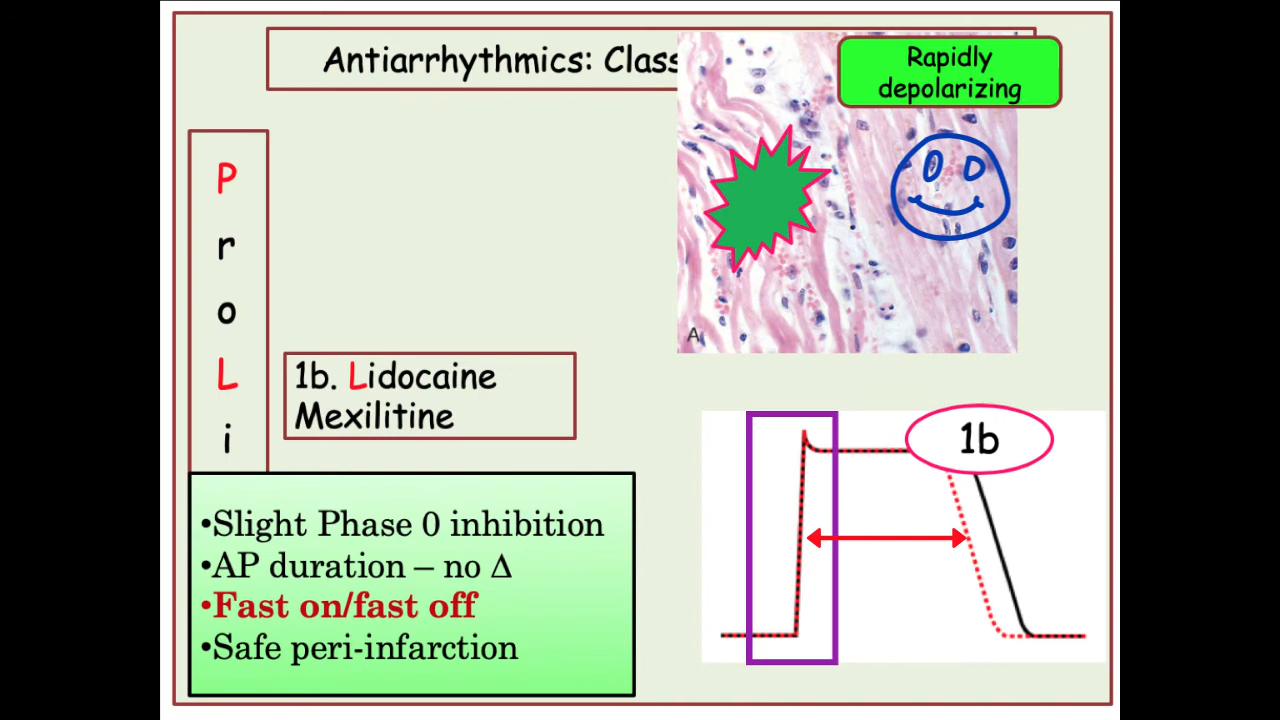 Antiarrhythmics: Class
Rapidly
depolarizing
P
r
o
L
i
A
1b. Lidocaine
Mexilitine
1b
•Slight Phase 0 inhibition
•AP duration – no Δ
•Fast on/fast off
•Safe peri-infarction